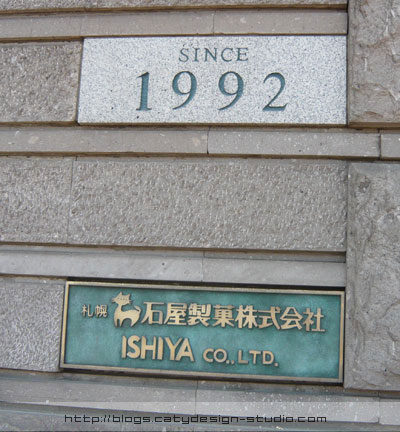 SINCE
1992
札幌 石屋製菓株式会社
ISHIYA CO.,LTD.
http://blogs.catydesign-studio.com